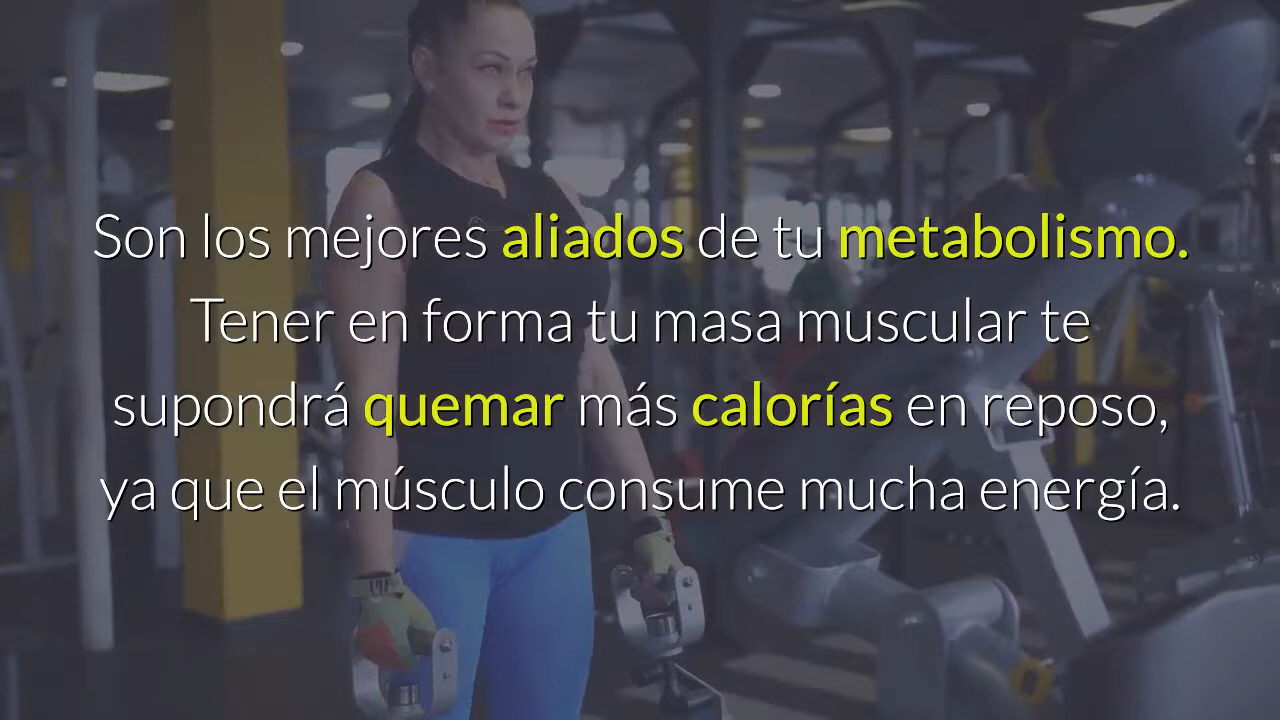 Son los mejores aliados de tu metabolismo.
Tener en forma tu masa muscular te
supondrá quemar más calorías en reposo,
ya que el músculo consume mucha energía.